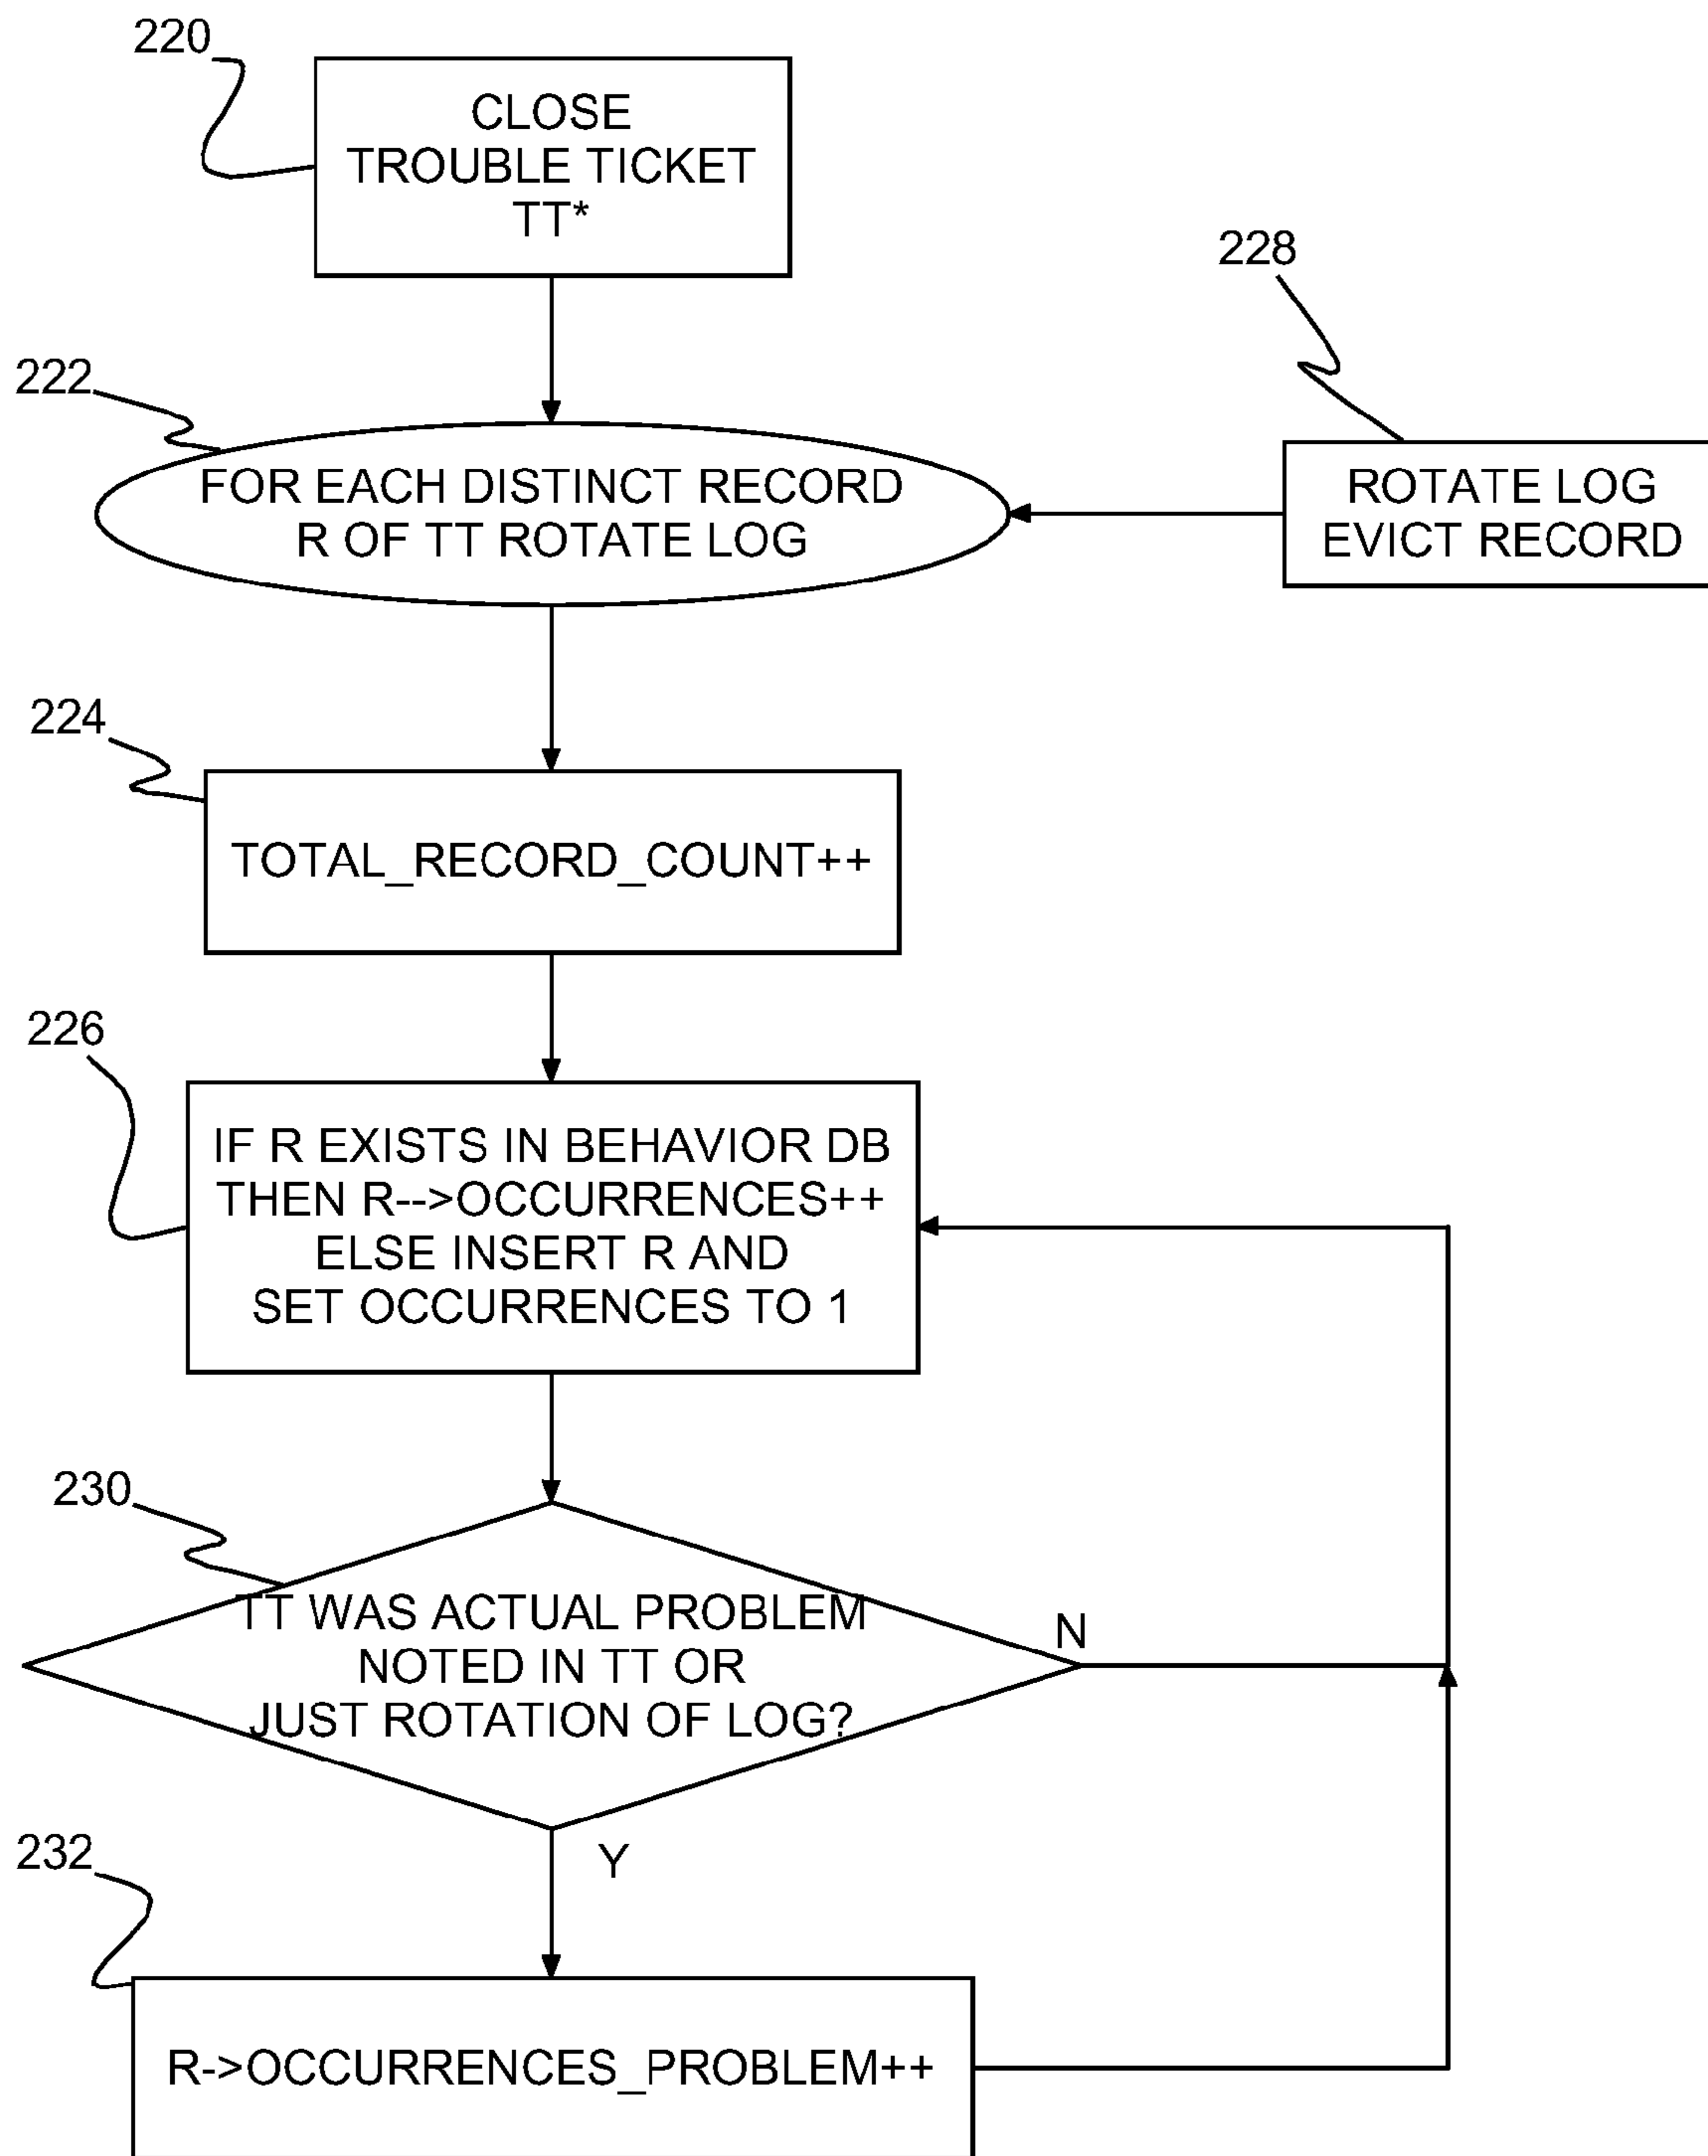 220
CLOSE
TROUBLE TICKET
TT*
228
222
FOR EACH DISTINCT RECORD
R OF TT ROTATE LOG
ROTATE LOG
EVICT RECORD
224
TOTAL_RECORD_COUNT++
226
IF R EXISTS IN BEHAVIOR DB
THEN R-->OCCURRENCES++
ELSE INSERT R AND
SET OCCURRENCES TO 1
230
TT WAS ACTUAL PROBLEM
NOTED IN TT OR
JUST ROTATION OF LOG?
N
Y
232
R->OCCURRENCES_PROBLEM++